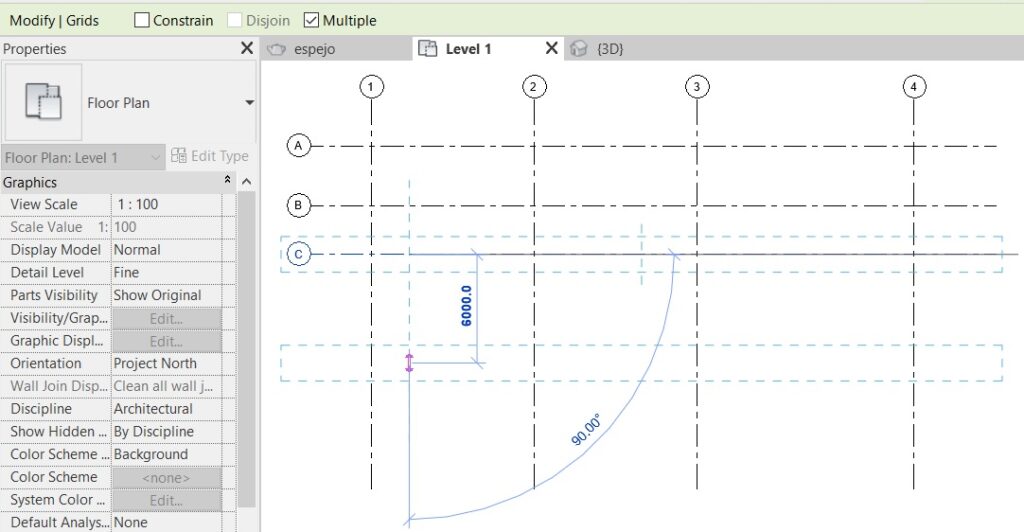 Modify | Grids Constrain Disjoin Multiple
Properties
espejo Level 1 {3D}
Floor Plan
Floor Plan: Level 1 Edit Type
Graphics
View Scale 1 : 100
Scale Value 1: 100
Display Model Normal
Detail Level Fine
Parts Visibility Show Original
Visibility/Grap... Edit...
Graphic Displ... Edit...
Orientation Project North
Wall Join Disp... Clean all wall j...
Discipline Architectural
Show Hidden ... By Discipline
Color Scheme ... Background
Color Scheme <none>
System Color ... Edit...
Default Analys... None
1 2 3 4
A
B
C
6000.0
90.00°